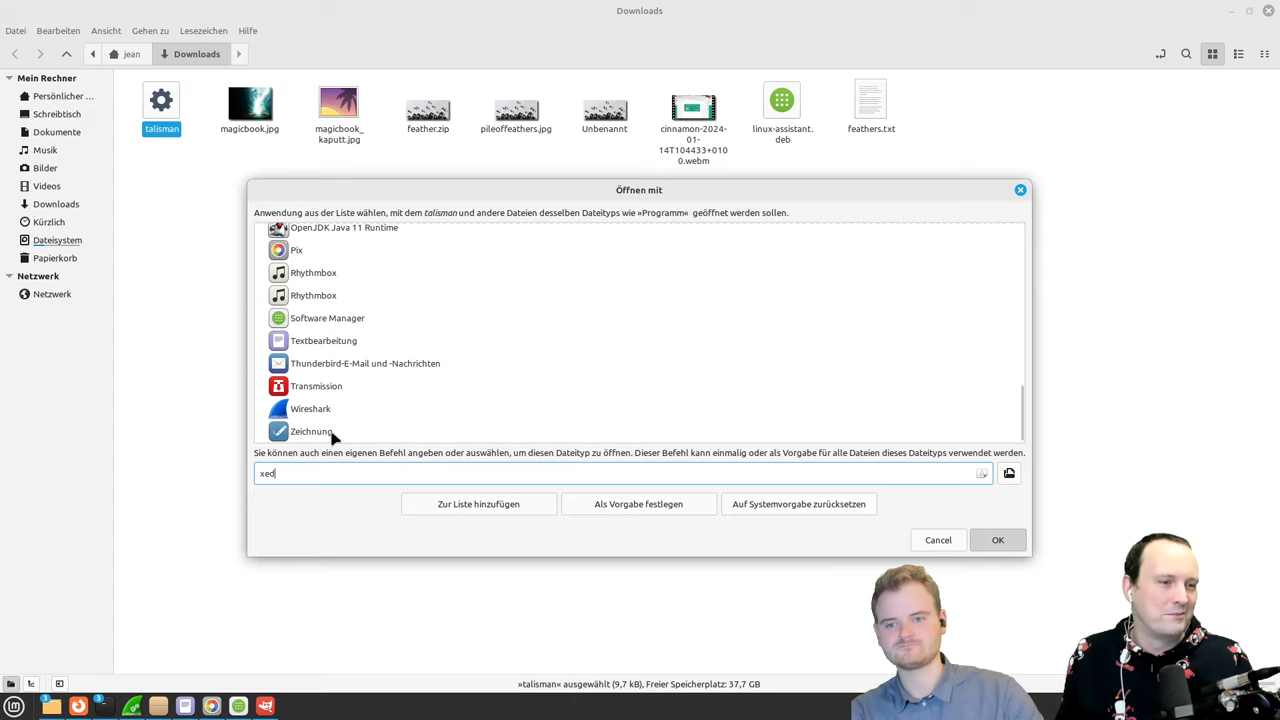 Downloads
Datei Bearbeiten Ansicht Gehen zu Lesezeichen Hilfe
jean Downloads
Mein Rechner
Persönlicher ...
Schreibtisch
Dokumente
Musik
Bilder
Videos
Downloads
Kürzlich
Dateisystem
Papierkorb
Netzwerk
Netzwerk
talisman
magicbook.jpg
magicbook_
kaputt.jpg
feather.zip
pileoffeathers.jpg
Unbenannt
cinnamon-2024-
01-
14T104433+010
0.webm
linux-assistant.
deb
feathers.txt
Öffnen mit
Anwendung aus der Liste wählen, mit dem talisman und andere Dateien desselben Dateityps wie »Programm« geöffnet werden sollen.
OpenJDK Java 11 Runtime
Pix
Rhythmbox
Rhythmbox
Software Manager
Textbearbeitung
Thunderbird-E-Mail und -Nachrichten
Transmission
Wireshark
Zeichnung
Sie können auch einen eigenen Befehl angeben oder auswählen, um diesen Dateityp zu öffnen. Dieser Befehl kann einmalig oder als Vorgabe für alle Dateien dieses Dateityps verwendet werden.
xed
Zur Liste hinzufügen Als Vorgabe festlegen Auf Systemvorgabe zurücksetzen
Cancel OK
»talisman« ausgewählt (9,7 kB), Freier Speicherplatz: 37,7 GB
3 3